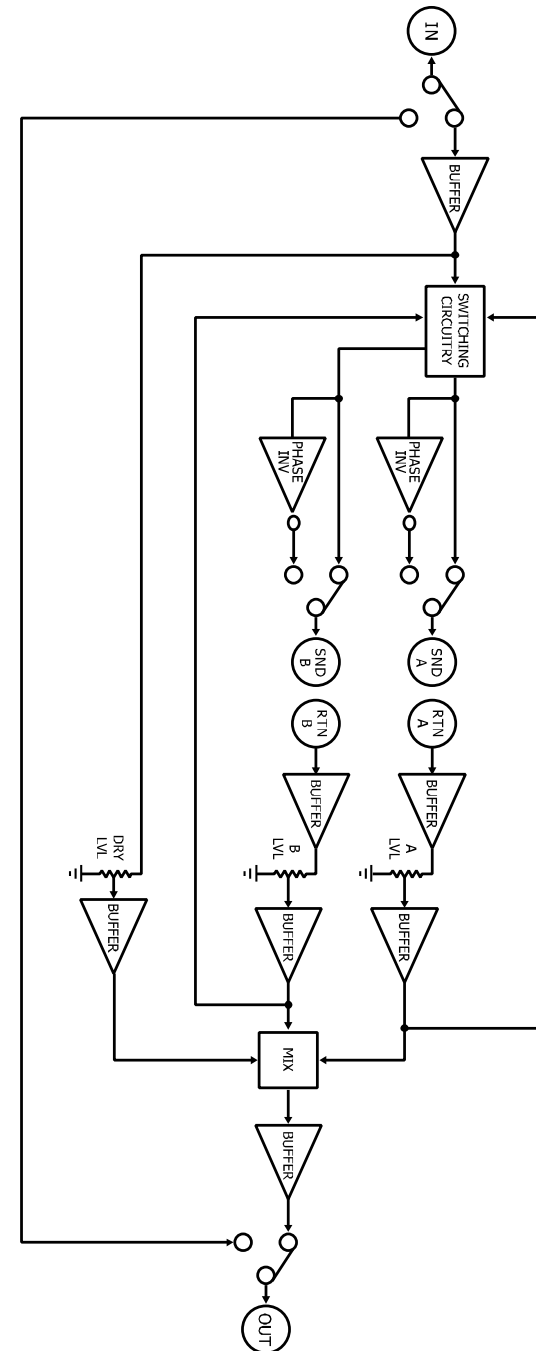 IN
BUFFER
SWITCHING
CIRCUITRY
PHASE
INV
PHASE
INV
SND
B
SND
A
RTN
B
RTN
A
BUFFER
BUFFER
DRY
LVL
B
LVL
A
LVL
BUFFER
BUFFER
BUFFER
MIX
BUFFER
OUT